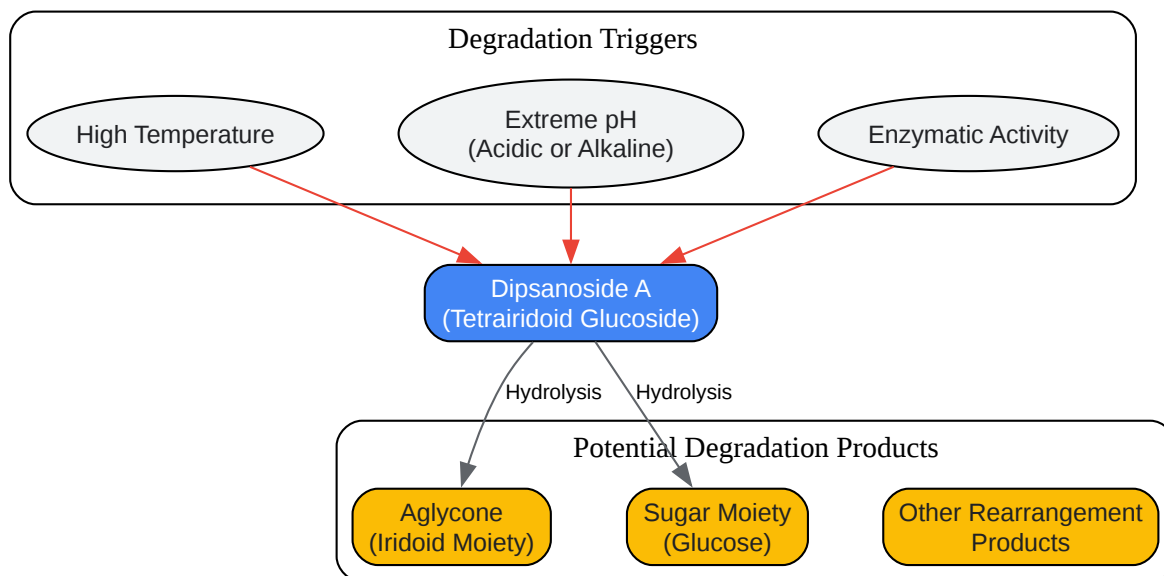 Degradation Triggers
High Temperature
Extreme pH
(Acidic or Alkaline)
Enzymatic Activity
Dipsanoside A
(Tetrairidoid Glucoside)
Hydrolysis
Hydrolysis
Potential Degradation Products
Aglycone
(Iridoid Moiety)
Sugar Moiety
(Glucose)
Other Rearrangement
Products